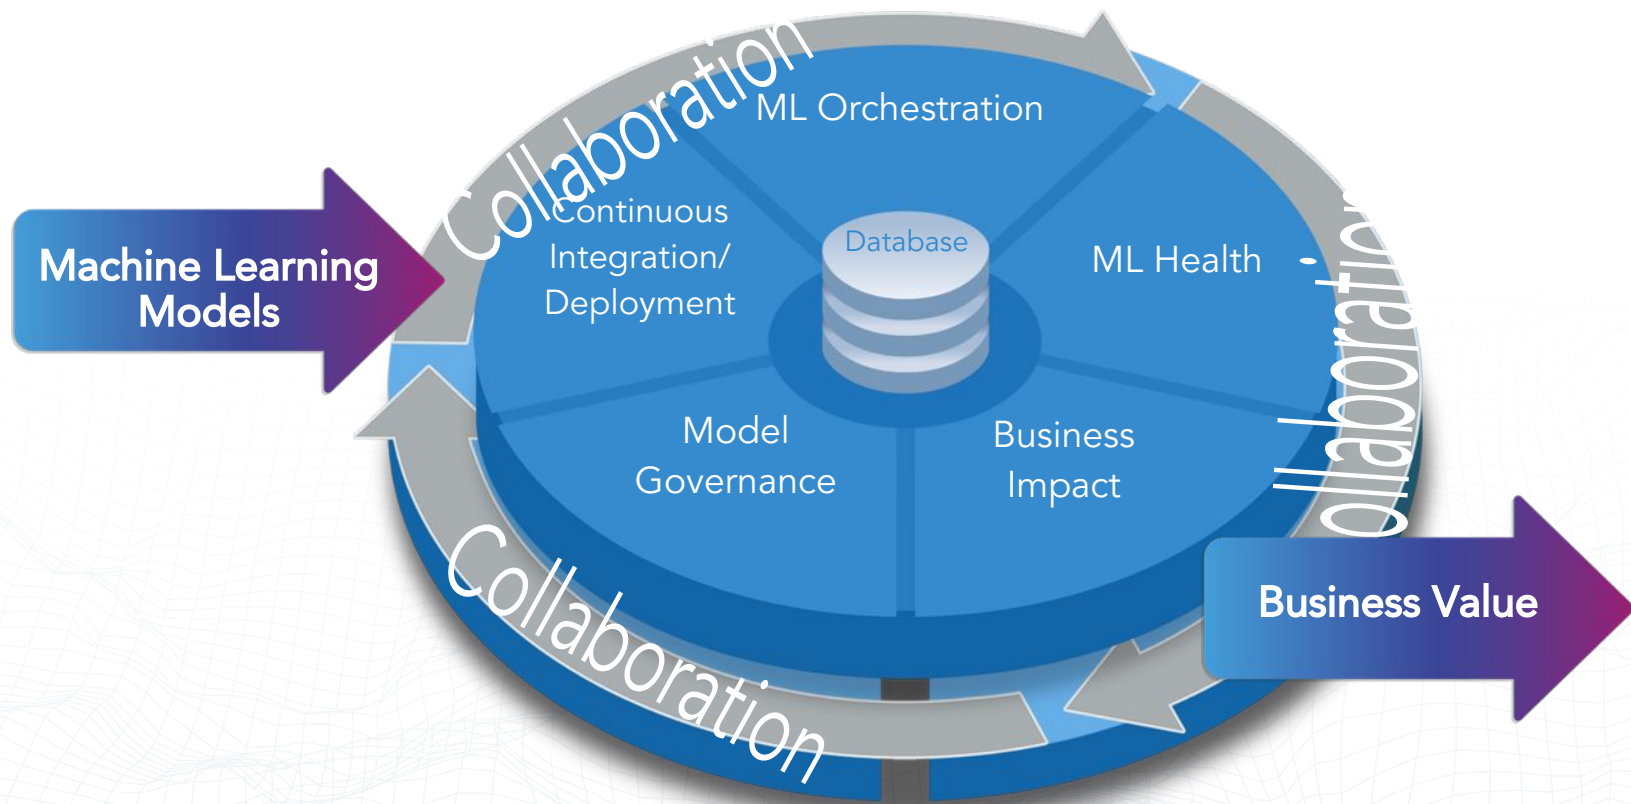 Collaboration
ML Orchestration
Continuous
Integration/
Deployment
Database
ML Health
Machine Learning
Models
Model
Governance
Business
Impact
Collaboration
Business Value